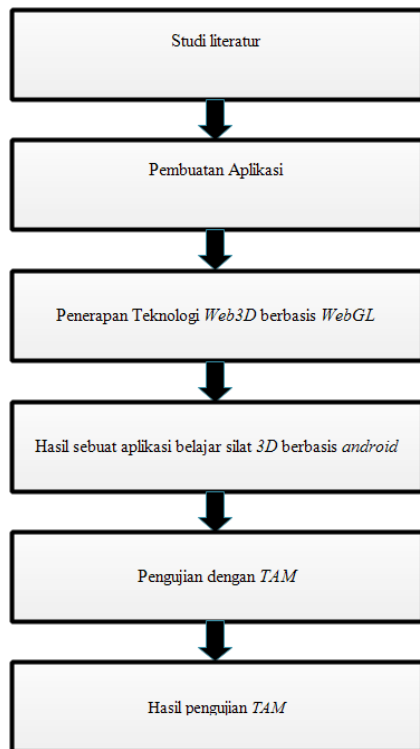 Studi literatur
Pembuatan Aplikasi
Penerapan Teknologi Web3D berbasis WebGL
Hasil sebuat aplikasi belajar silat 3D berbasis android
Pengujian dengan TAM
Hasil pengujian TAM